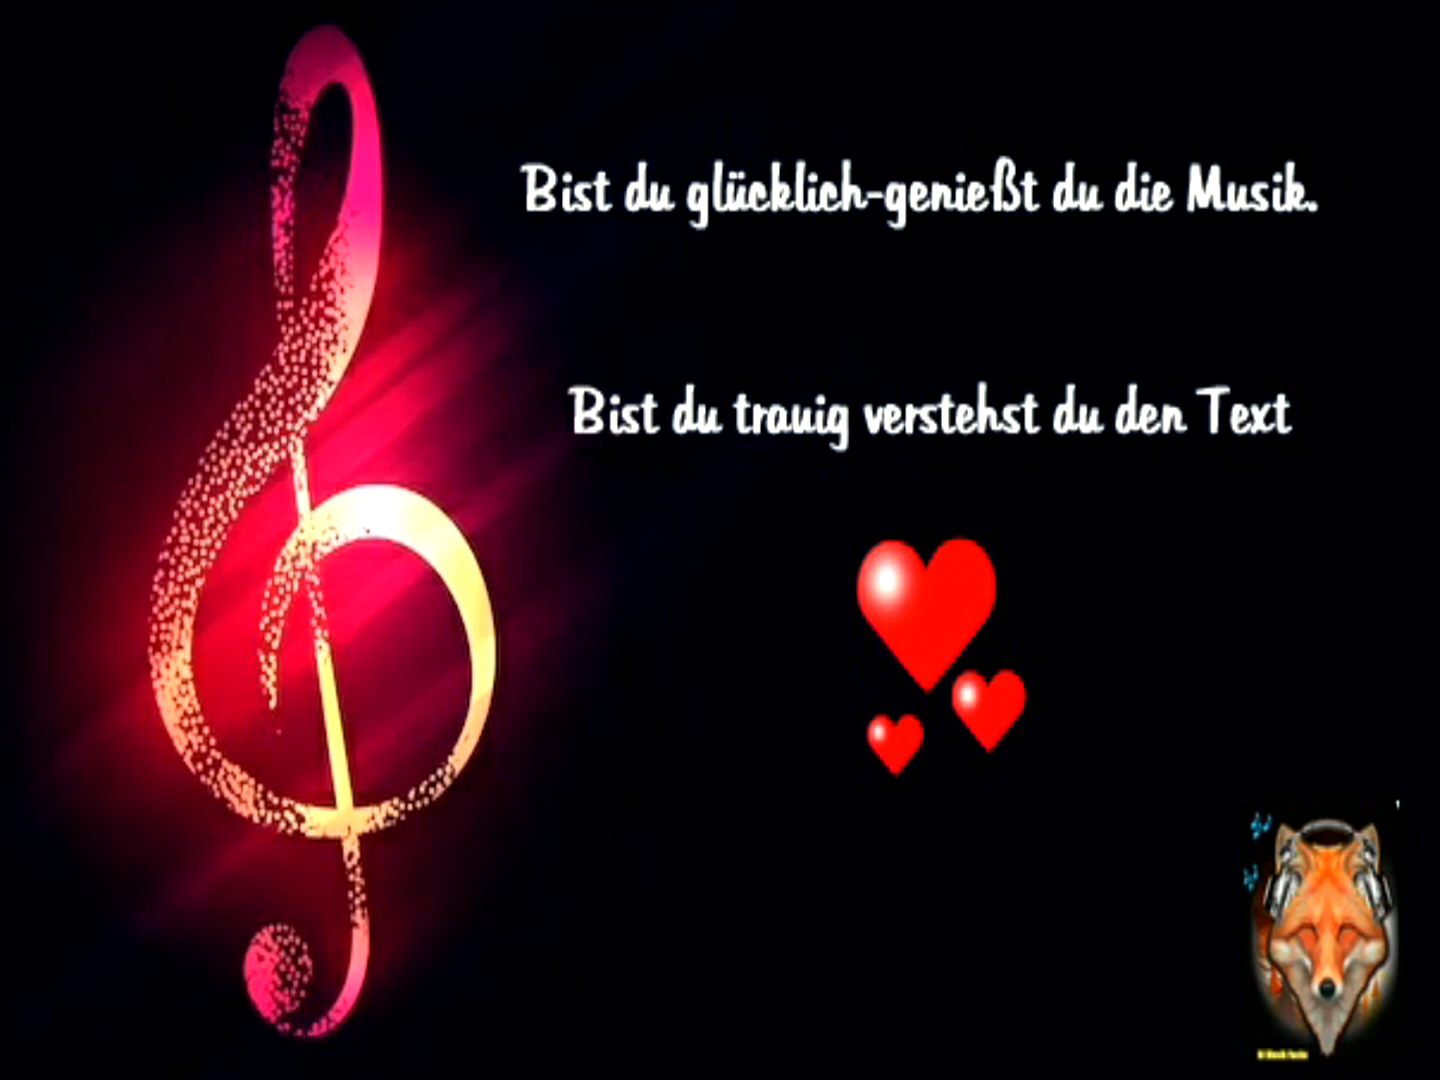 Bist du glücklich-genießt du die Musik.
Bist du trauig verstehst du den Text